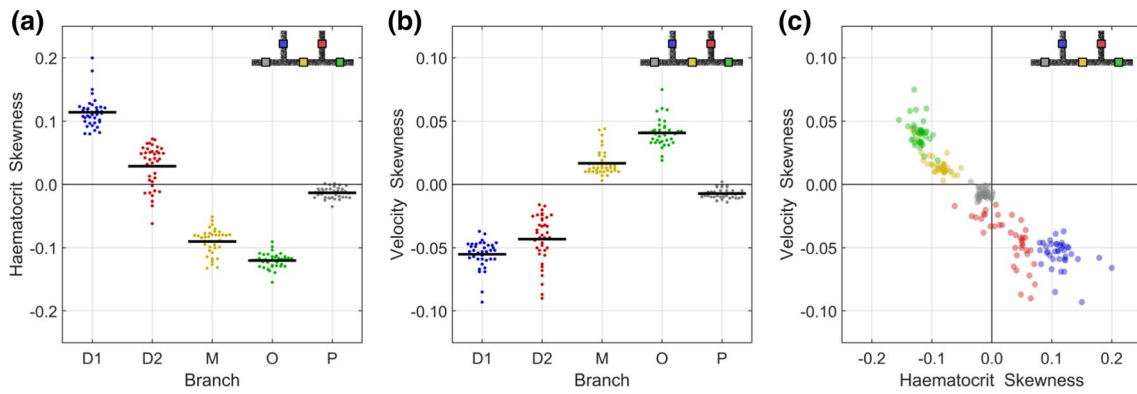 (a)
0.2
0.1
0.0
-0.1
-0.2
Haematocrit Skewness
D1 D2 M O P
Branch
(b)
0.10
0.05
0.00
-0.05
-0.10
Velocity Skewness
D1 D2 M O P
Branch
(c)
0.10
0.05
0.00
-0.05
-0.10
Velocity Skewness
-0.2 -0.1 0.0 0.1 0.2
Haematocrit Skewness